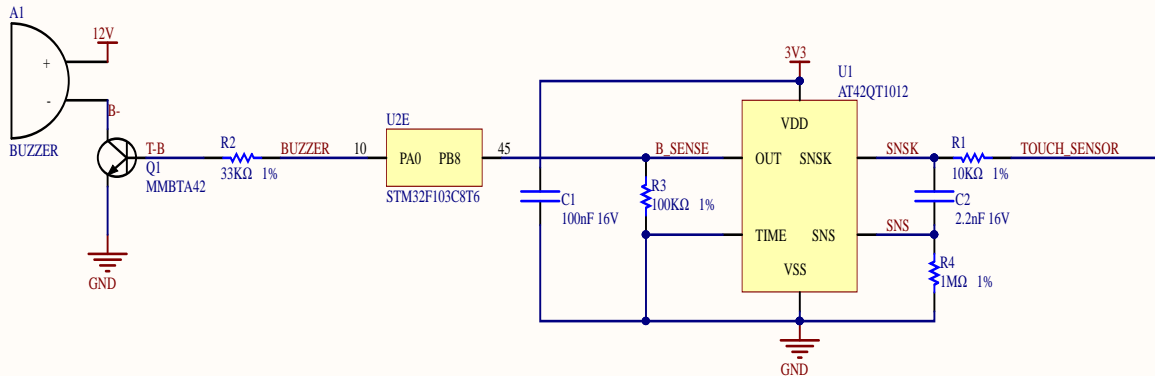 A1
12V
+
-
B-
BUZZER
T-B
Q1
MMBTA42
GND
R2
33KΩ 1%
BUZZER
10
U2E
PA0 PB8
STM32F103C8T6
45
C1
100nF 16V
B_SENSE
R3
100KΩ 1%
3V3
U1
AT42QT1012
VDD
OUT SNSK
TIME SNS
VSS
GND
SNSK
R1
10KΩ 1%
TOUCH_SENSOR
C2
2.2nF 16V
SNS
R4
1MΩ 1%